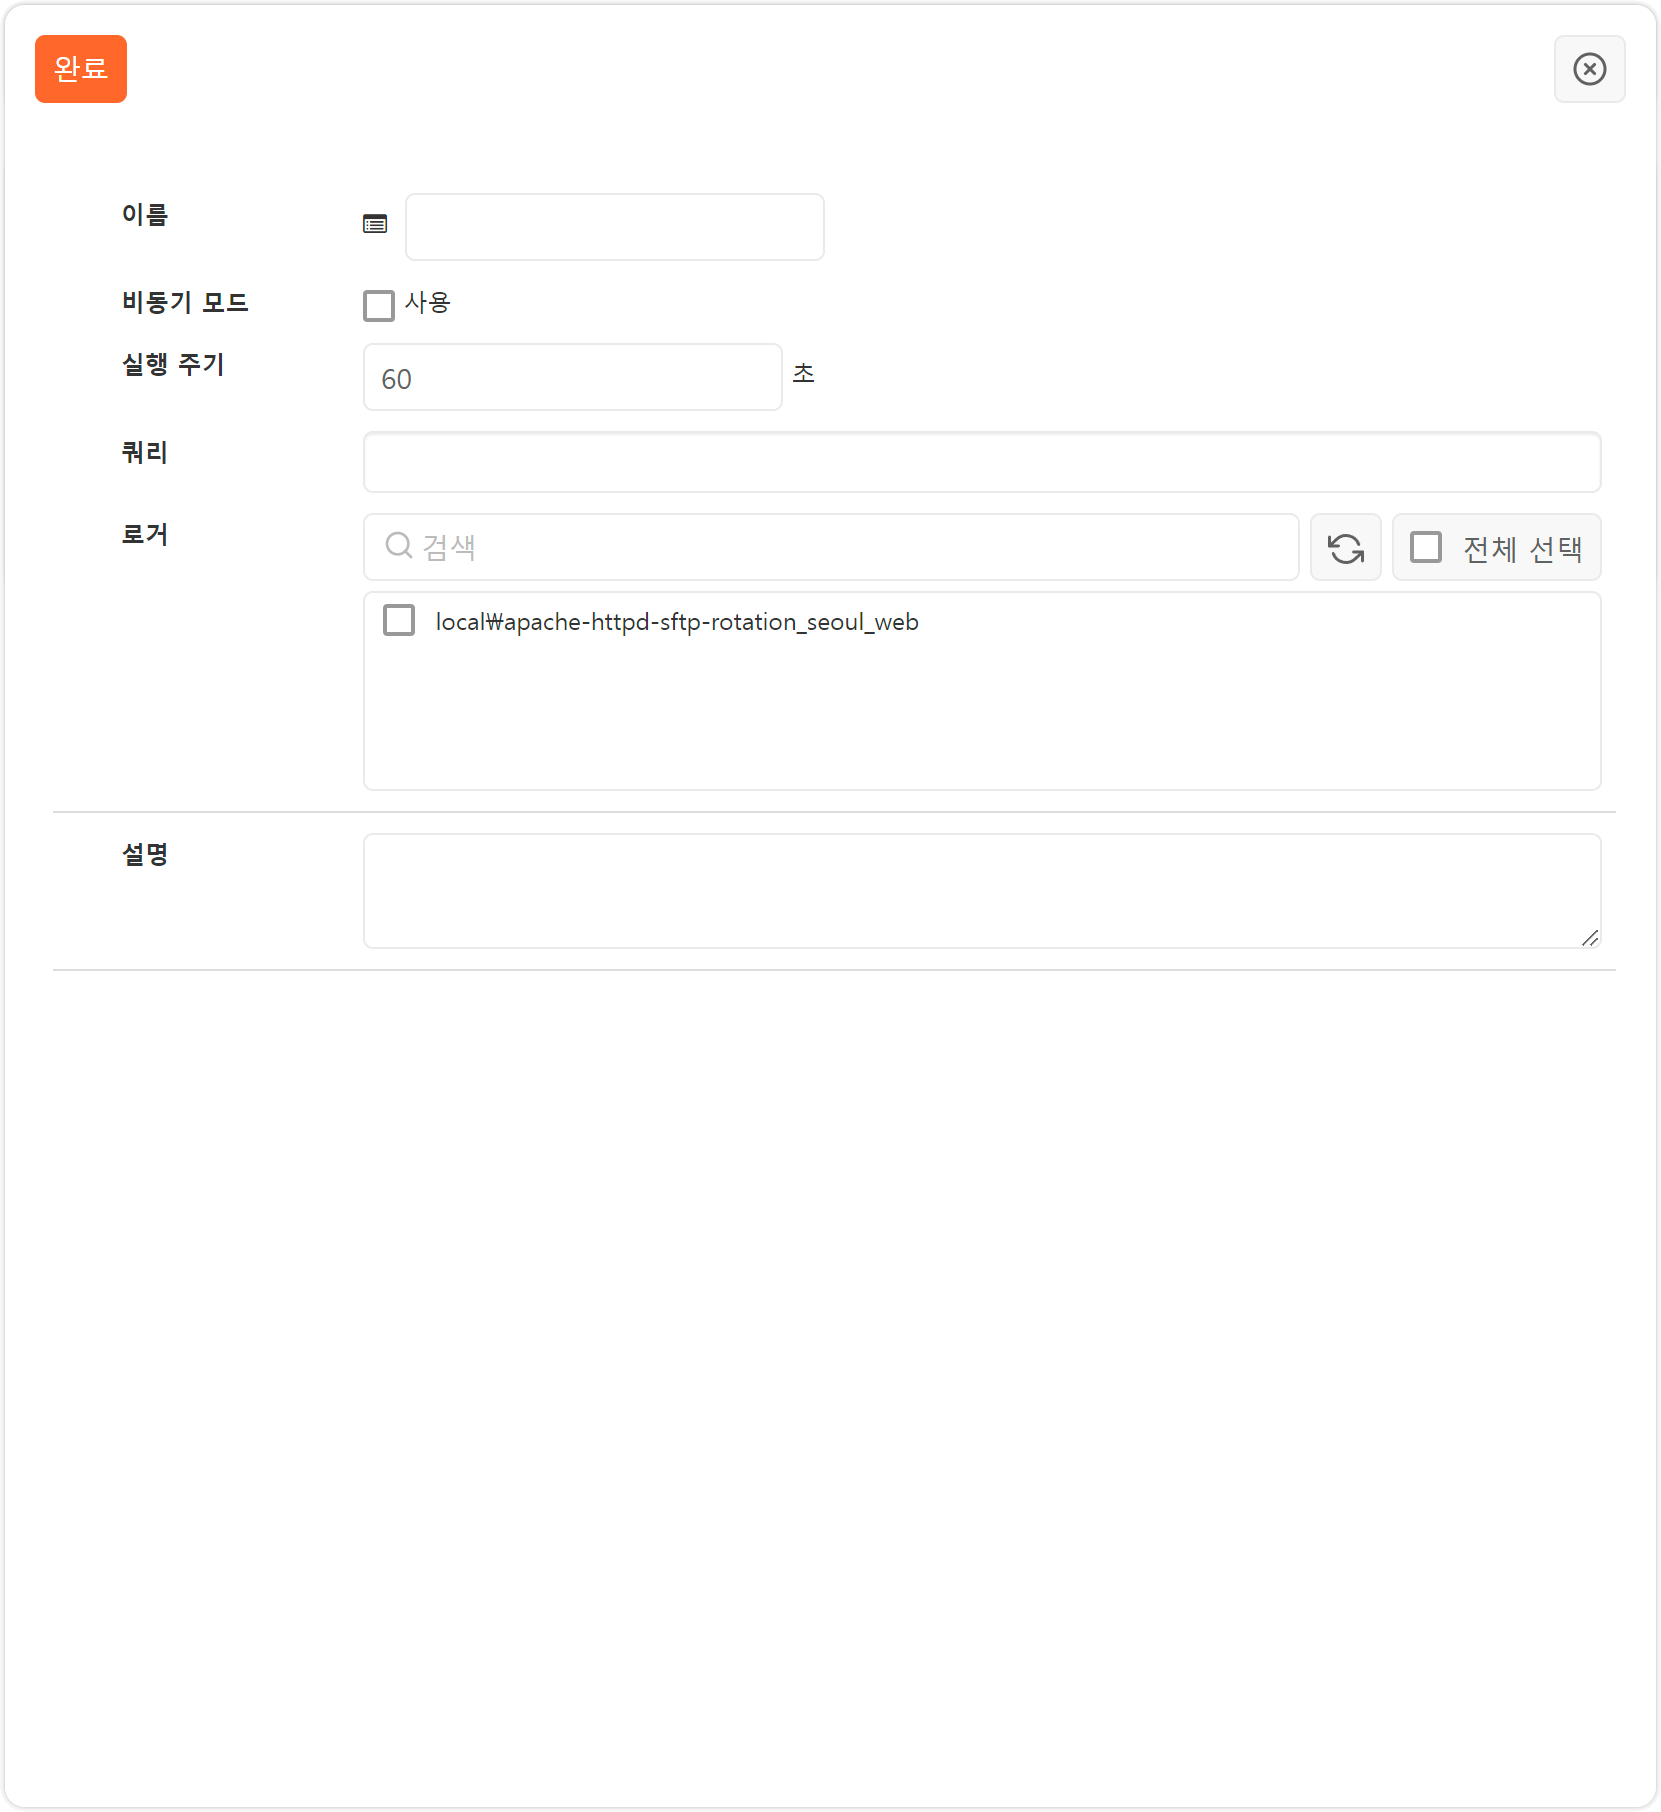 완료
이름
비동기 모드
사용
실행 주기
60
초
쿼리
로거
검색
전체 선택
local₩apache-httpd-sftp-rotation_seoul_web
설명